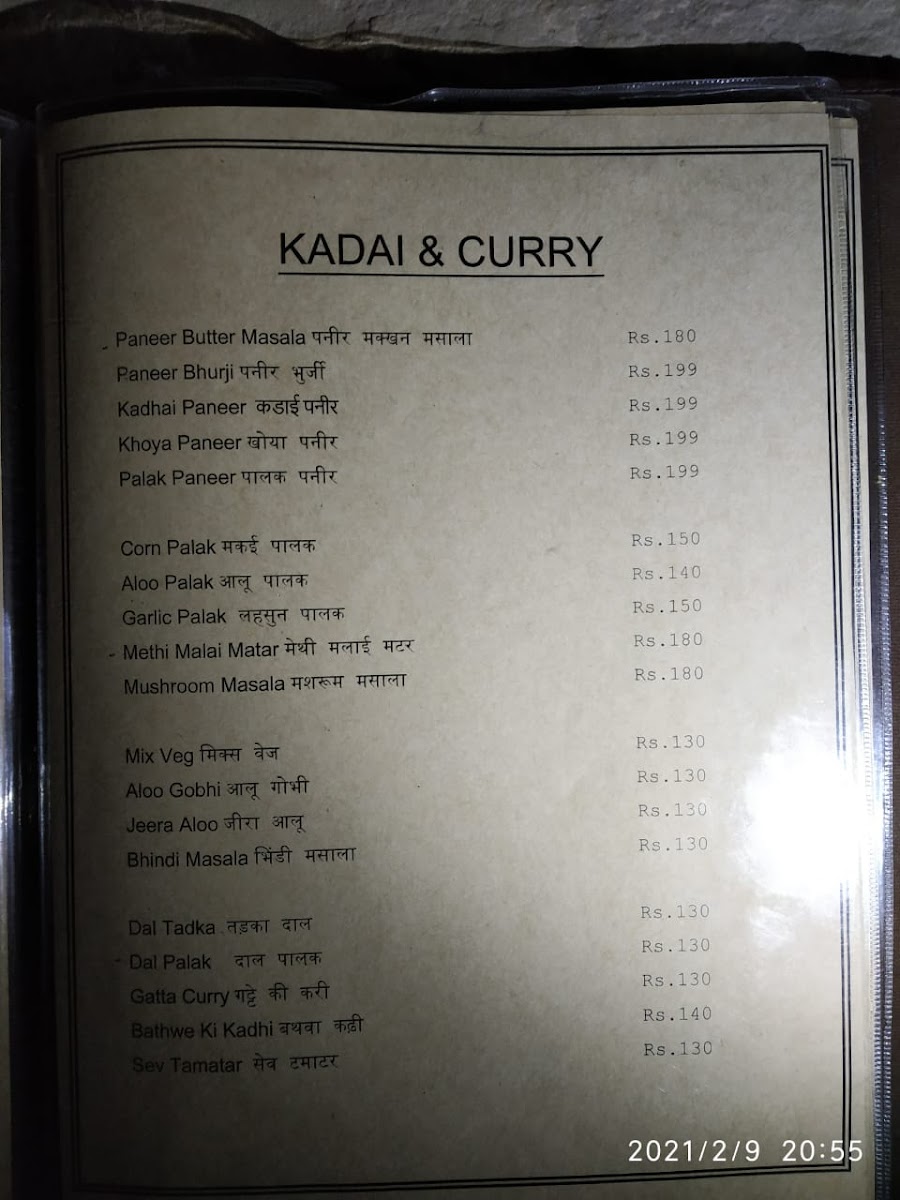 KADAI & CURRY
Paneer Butter Masala पनीर मक्खन मसाला Rs.180
Paneer Bhurji पनीर भुर्जी Rs.199
Kadhai Paneer कडाई पनीर Rs.199
Khoya Paneer खोया पनीर Rs.199
Palak Paneer पालक पनीर Rs.199
Corn Palak मकई पालक Rs.150
Aloo Palak आलू पालक Rs.140
Garlic Palak लहसुन पालक Rs.150
Methi Malai Matar मेथी मलाई मटर Rs.180
Mushroom Masala मशरूम मसाला Rs.180
Mix Veg मिक्स वेज Rs.130
Aloo Gobhi आलू गोभी Rs.130
Jeera Aloo जीरा आलू Rs.130
Bhindi Masala भिंडी मसाला Rs.130
Dal Tadka तड़का दाल Rs.130
Dal Palak दाल पालक Rs.130
Gatta Curry गट्टे की करी Rs.130
Bathwe Ki Kadhi बथवा कढ़ी Rs.140
Sev Tamatar सेव टमाटर Rs.130
2021/2/9 20:55